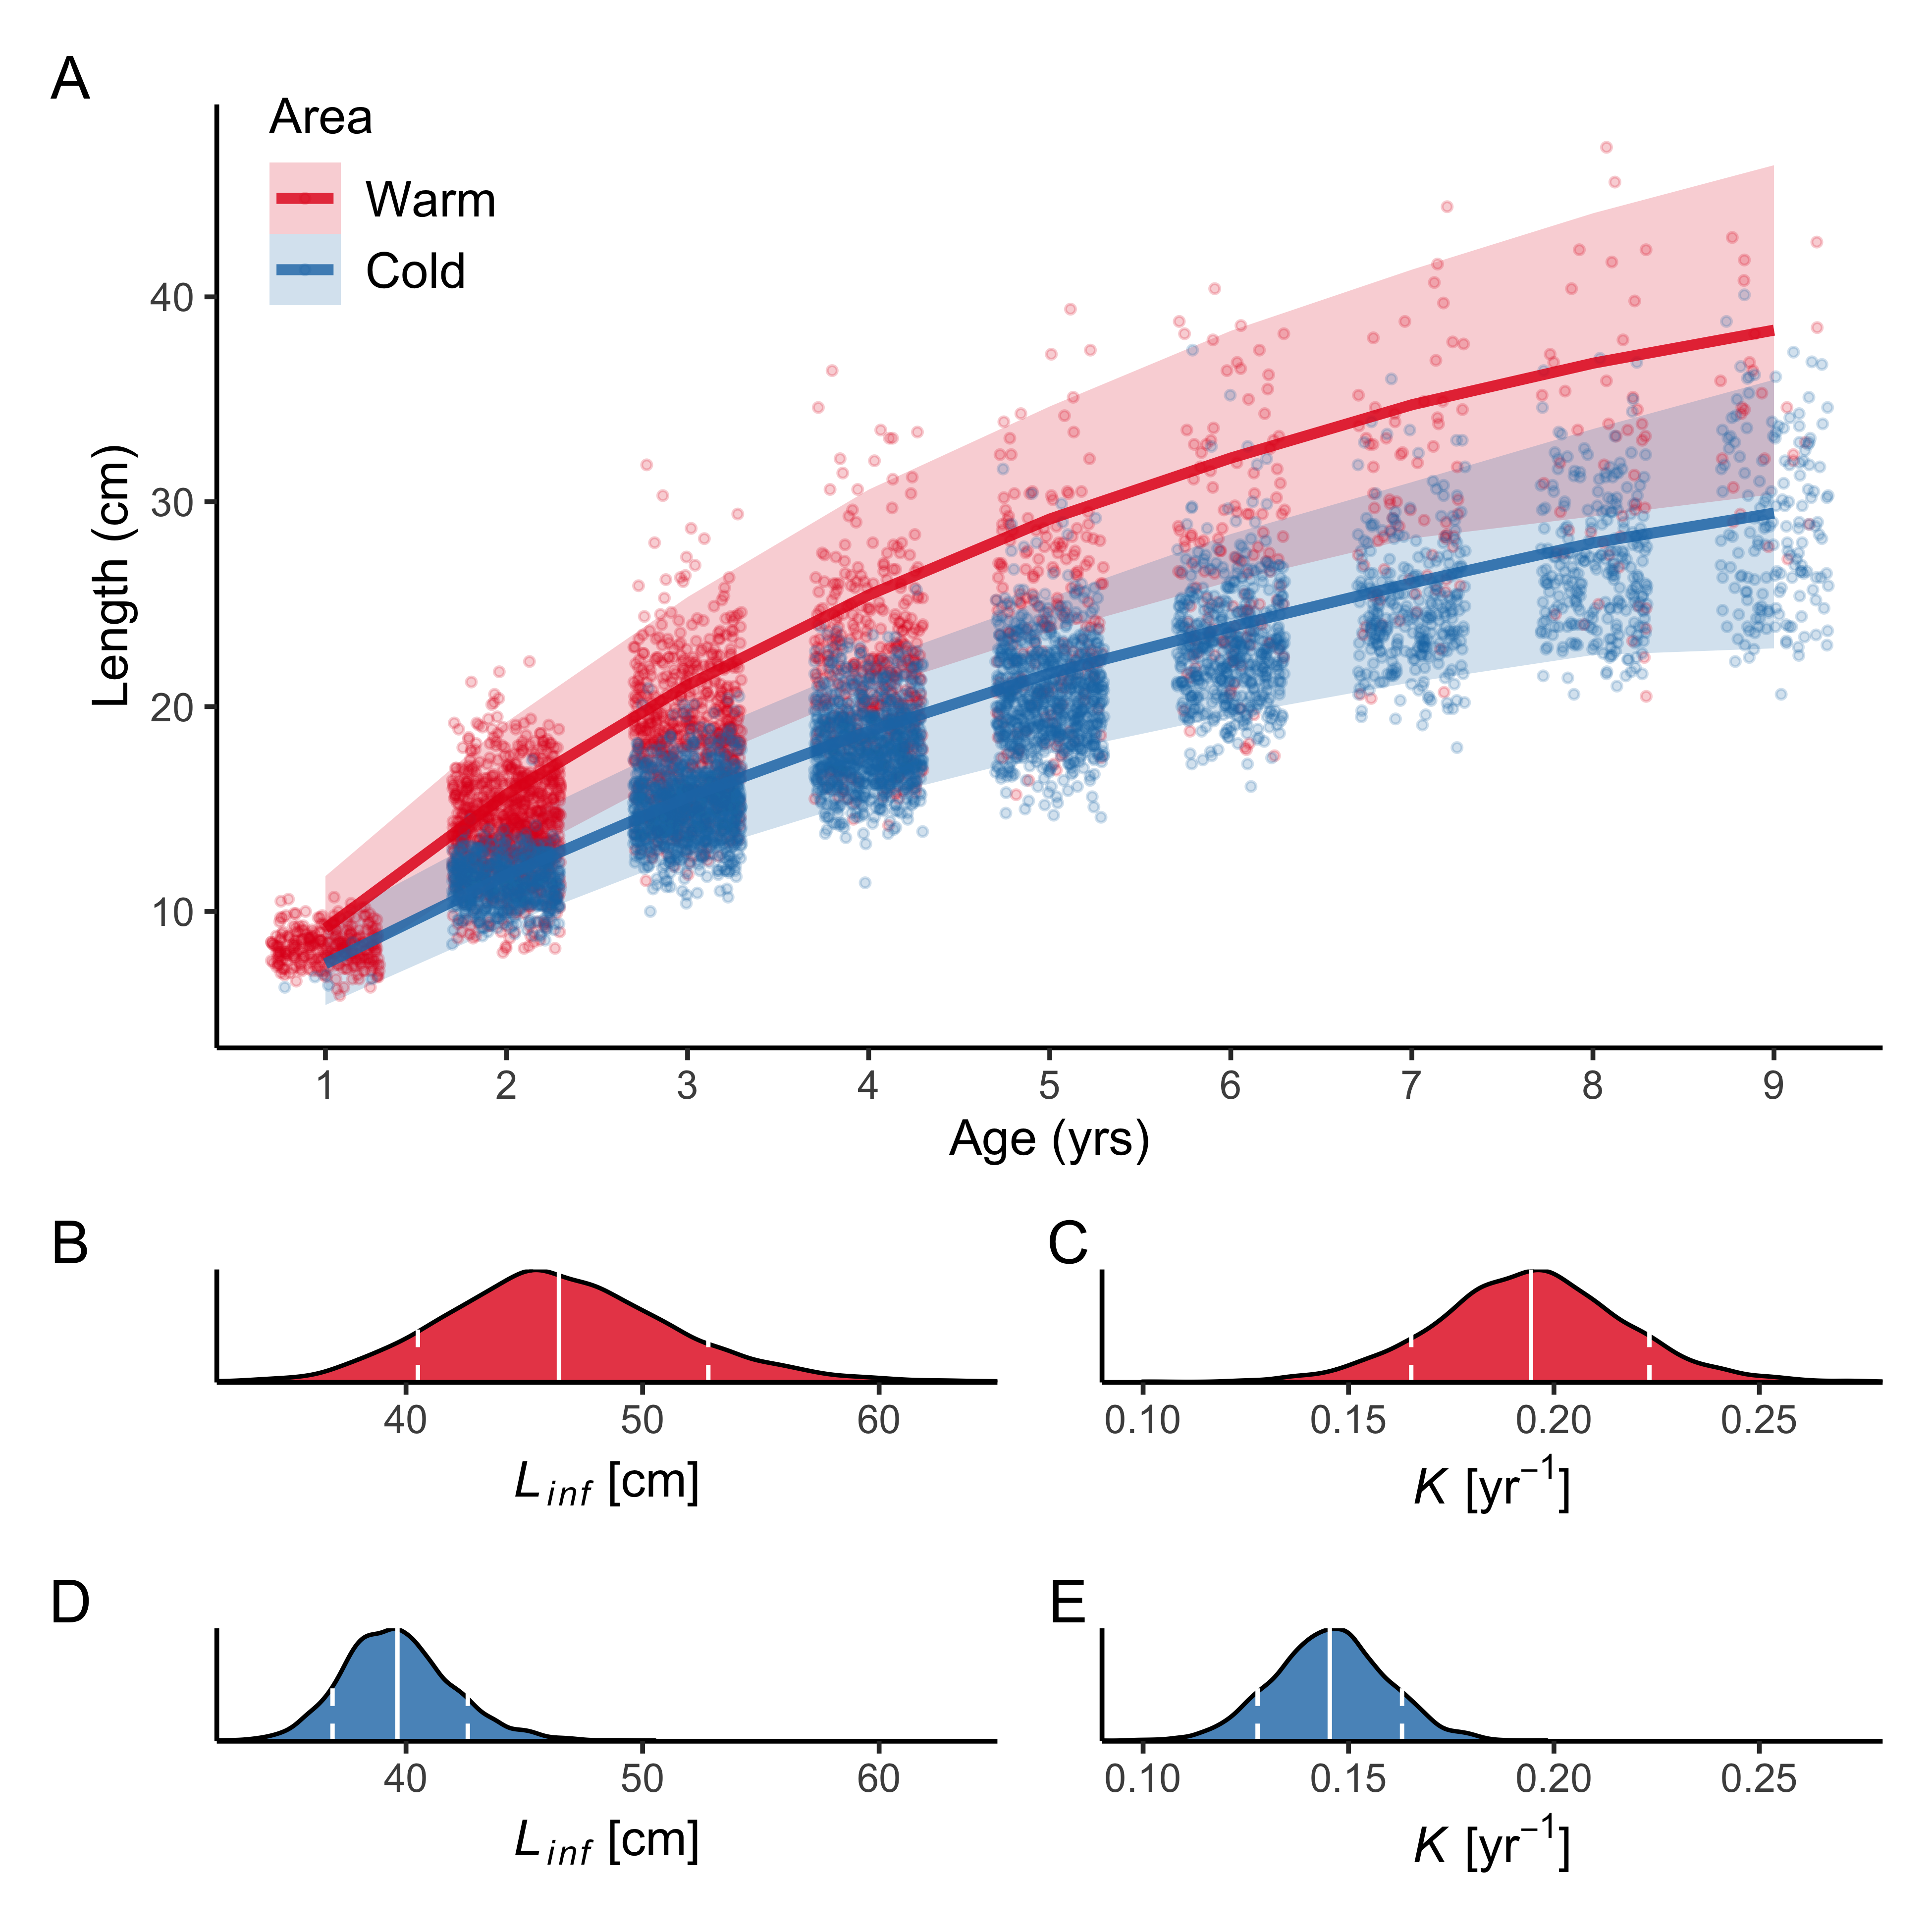 A
Area
Warm
Cold
Length (cm)
40
30
20
10
1 2 3 4 5 6 7 8 9
Age (yrs)
B
40 50 60
L inf [cm]
C
0.10 0.15 0.20 0.25
K [yr⁻¹]
D
40 50 60
L inf [cm]
E
0.10 0.15 0.20 0.25
K [yr⁻¹]